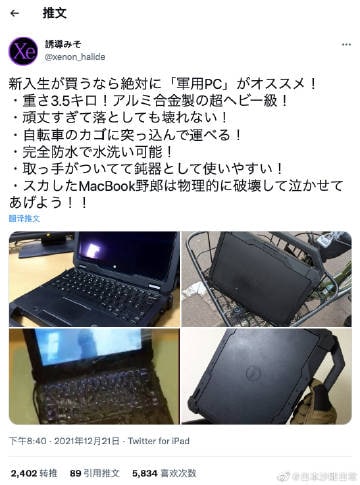 推文
Xe
誘導みそ
@xenon_halide
新入生が買うなら絶対に「軍用PC」がオススメ！
・重さ3.5キロ！アルミ合金製の超ヘビー級！
・頑丈すぎて落としても壊れない！
・自転車のカゴに突っ込んで運べる！
・完全防水で水洗い可能！
・取っ手がついてて鈍器として使いやすい！
・スカしたMacBook野郎は物理的に破壊して泣かせて
あげよう！！
翻译推文
DELL
下午8:40 · 2021年12月21日 · Twitter for iPad
2,402 转推 89 引用推文 5,834 喜欢次数